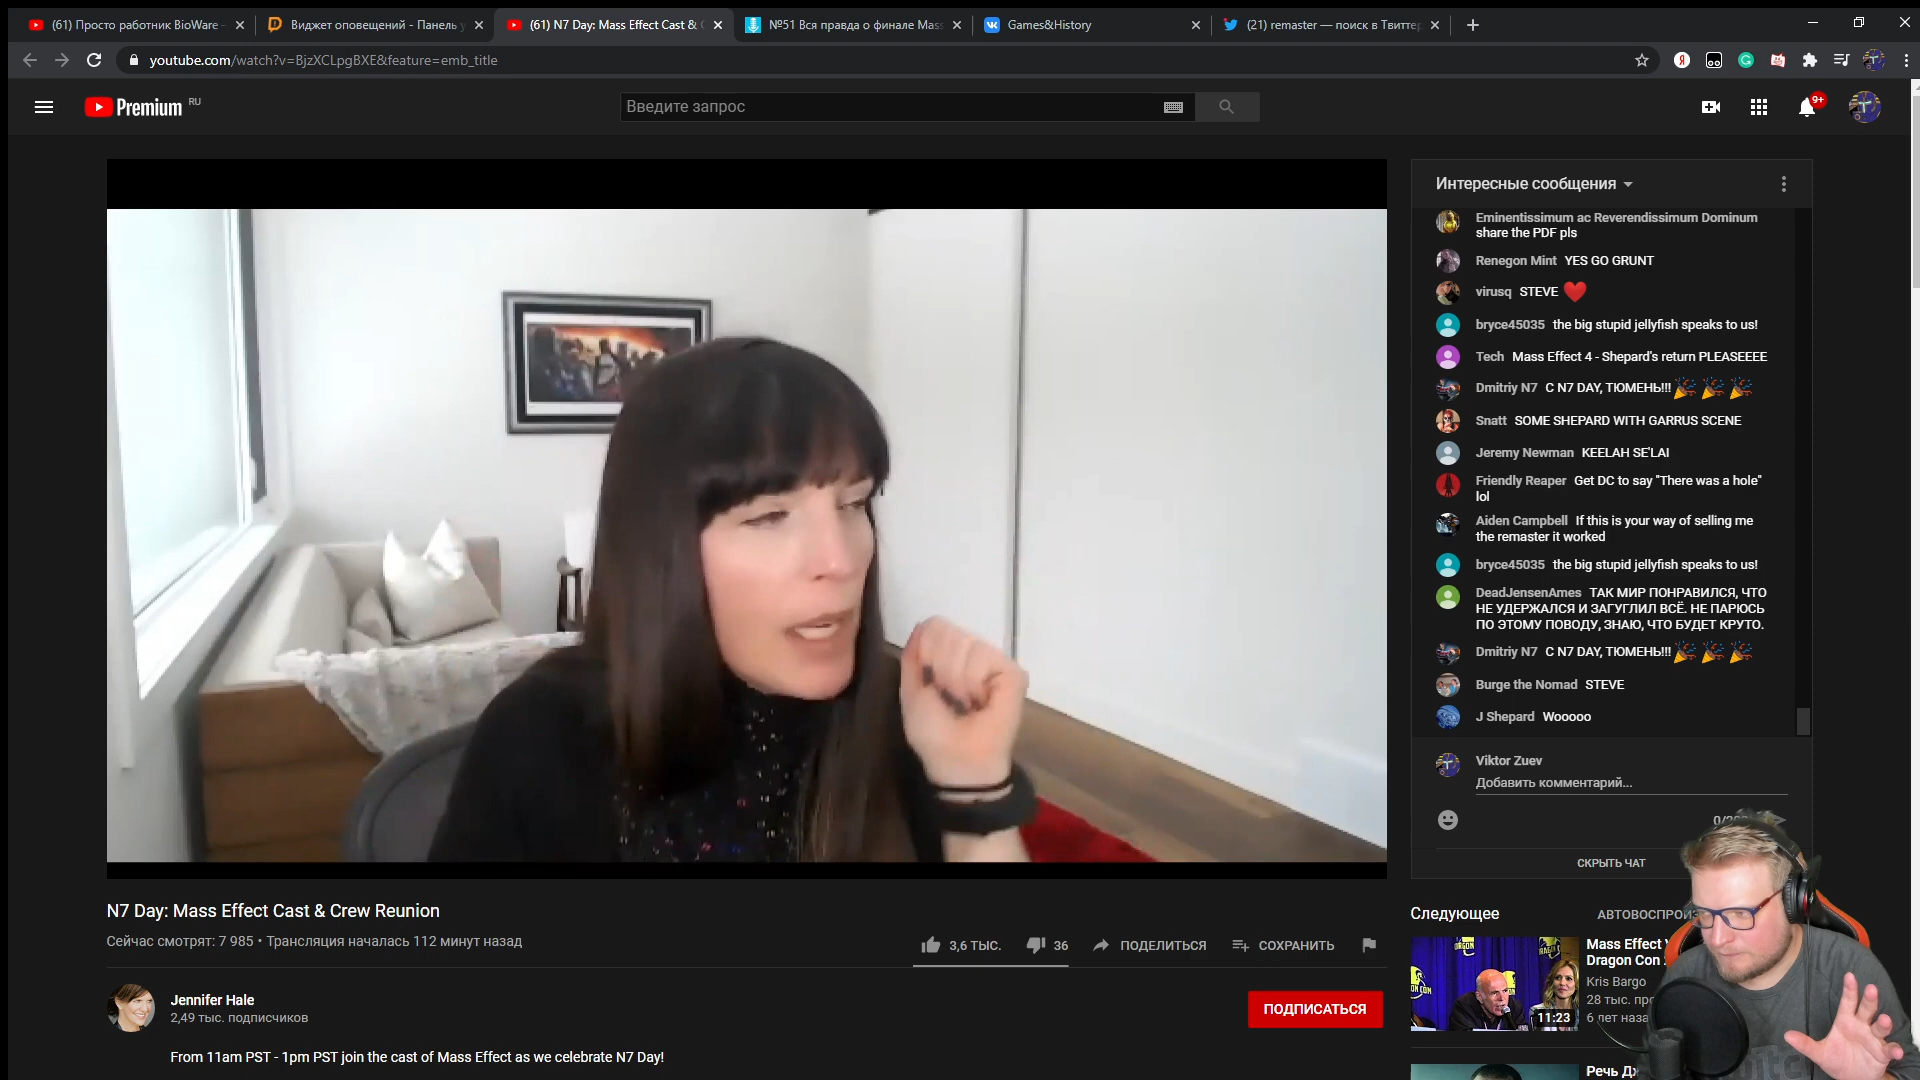 (61) Просто работник BioWare
Виджет оповещений - Панель у
(61) N7 Day: Mass Effect Cast & C
№51 Вся правда о финале Mass
Games&History
(21) remaster — поиск в Твиттер
youtube.com/watch?v=BjzXCLpgBXE&feature=emb_title
Premium RU
Введите запрос
9+
Интересные сообщения
Eminentissimum ac Reverendissimum Dominum
share the PDF pls
Renegon Mint YES GO GRUNT
virusq STEVE ❤️
bryce45035 the big stupid jellyfish speaks to us!
Tech Mass Effect 4 - Shepard's return PLEASEEEE
Dmitriy N7 С N7 DAY, ТЮМЕНЬ!!! 🎉 🎉 🎉
Snatt SOME SHEPARD WITH GARRUS SCENE
Jeremy Newman KEELAH SE'LAI
Friendly Reaper Get DC to say "There was a hole"
lol
Aiden Campbell If this is your way of selling me
the remaster it worked
bryce45035 the big stupid jellyfish speaks to us!
DeadJensenAmes ТАК МИР ПОНРАВИЛСЯ, ЧТО
НЕ УДЕРЖАЛСЯ И ЗАГУГЛИЛ ВСЁ. НЕ ПАРЮСЬ
ПО ЭТОМУ ПОВОДУ, ЗНАЮ, ЧТО БУДЕТ КРУТО.
Dmitriy N7 С N7 DAY, ТЮМЕНЬ!!! 🎉 🎉 🎉
Burge the Nomad STEVE
J Shepard Wooooo
Viktor Zuev
Добавить комментарий...
СКРЫТЬ ЧАТ
N7 Day: Mass Effect Cast & Crew Reunion
Сейчас смотрят: 7 985 • Трансляция началась 112 минут назад
3,6 ТЫС.
36
ПОДЕЛИТЬСЯ
СОХРАНИТЬ
Jennifer Hale
2,49 тыс. подписчиков
ПОДПИСАТЬСЯ
From 11am PST - 1pm PST join the cast of Mass Effect as we celebrate N7 Day!
Следующее
АВТОВОСПРОИЗ
Mass Effect
Dragon Con
Kris Bargo
28 тыс. про
6 лет наза
11:23
Речь Дж